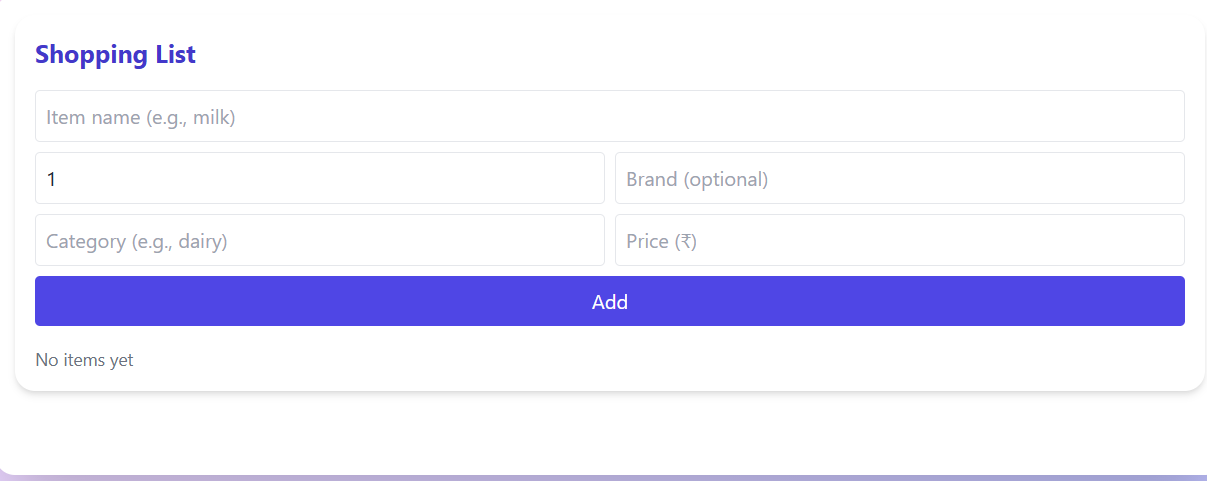 Shopping List
Item name (e.g., milk)
1
Brand (optional)
Category (e.g., dairy)
Price (₹)
Add
No items yet